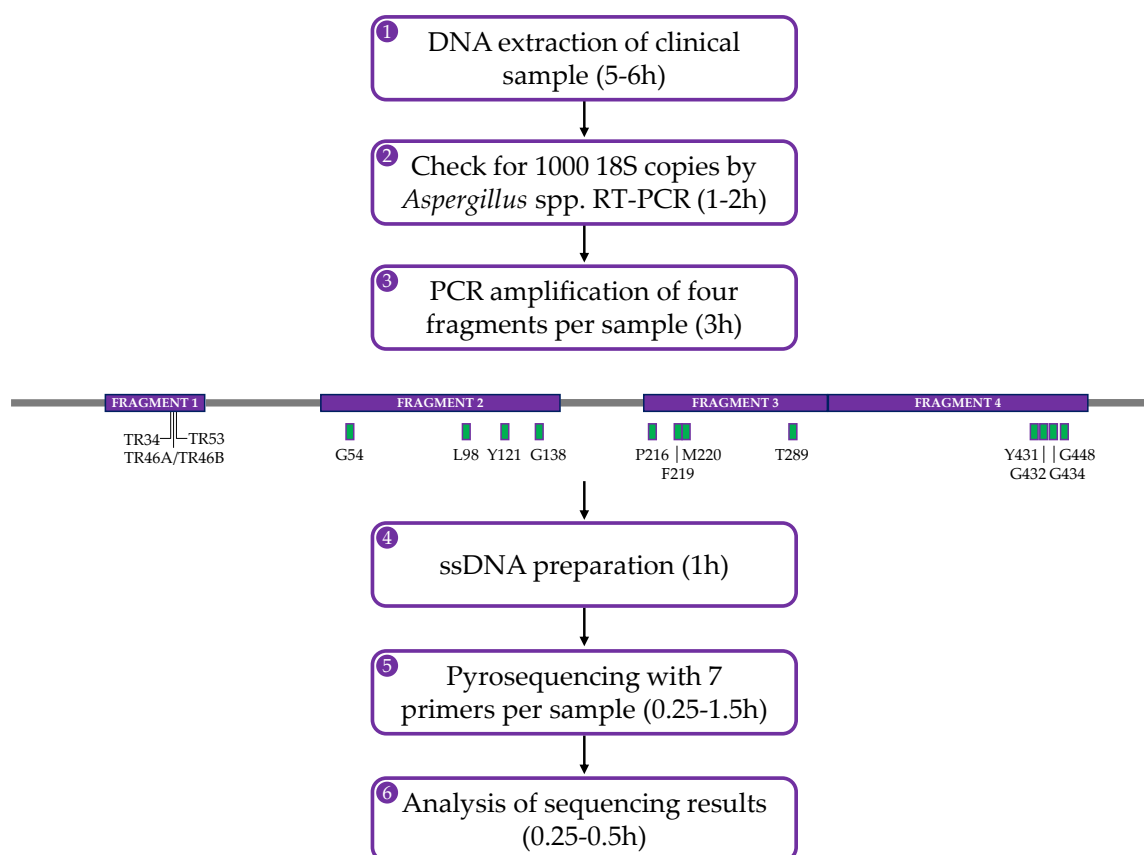 1
DNA extraction of clinical
sample (5-6h)
2
Check for 1000 18S copies by
Aspergillus spp. RT-PCR (1-2h)
3
PCR amplification of four
fragments per sample (3h)
FRAGMENT 1 FRAGMENT 2 FRAGMENT 3 FRAGMENT 4
TR34 TR53
TR46A/TR46B
G54 L98 Y121 G138 P216 M220 T289 Y431 G448
F219 G432 G434
4
ssDNA preparation (1h)
5
Pyrosequencing with 7
primers per sample (0.25-1.5h)
6
Analysis of sequencing results
(0.25-0.5h)